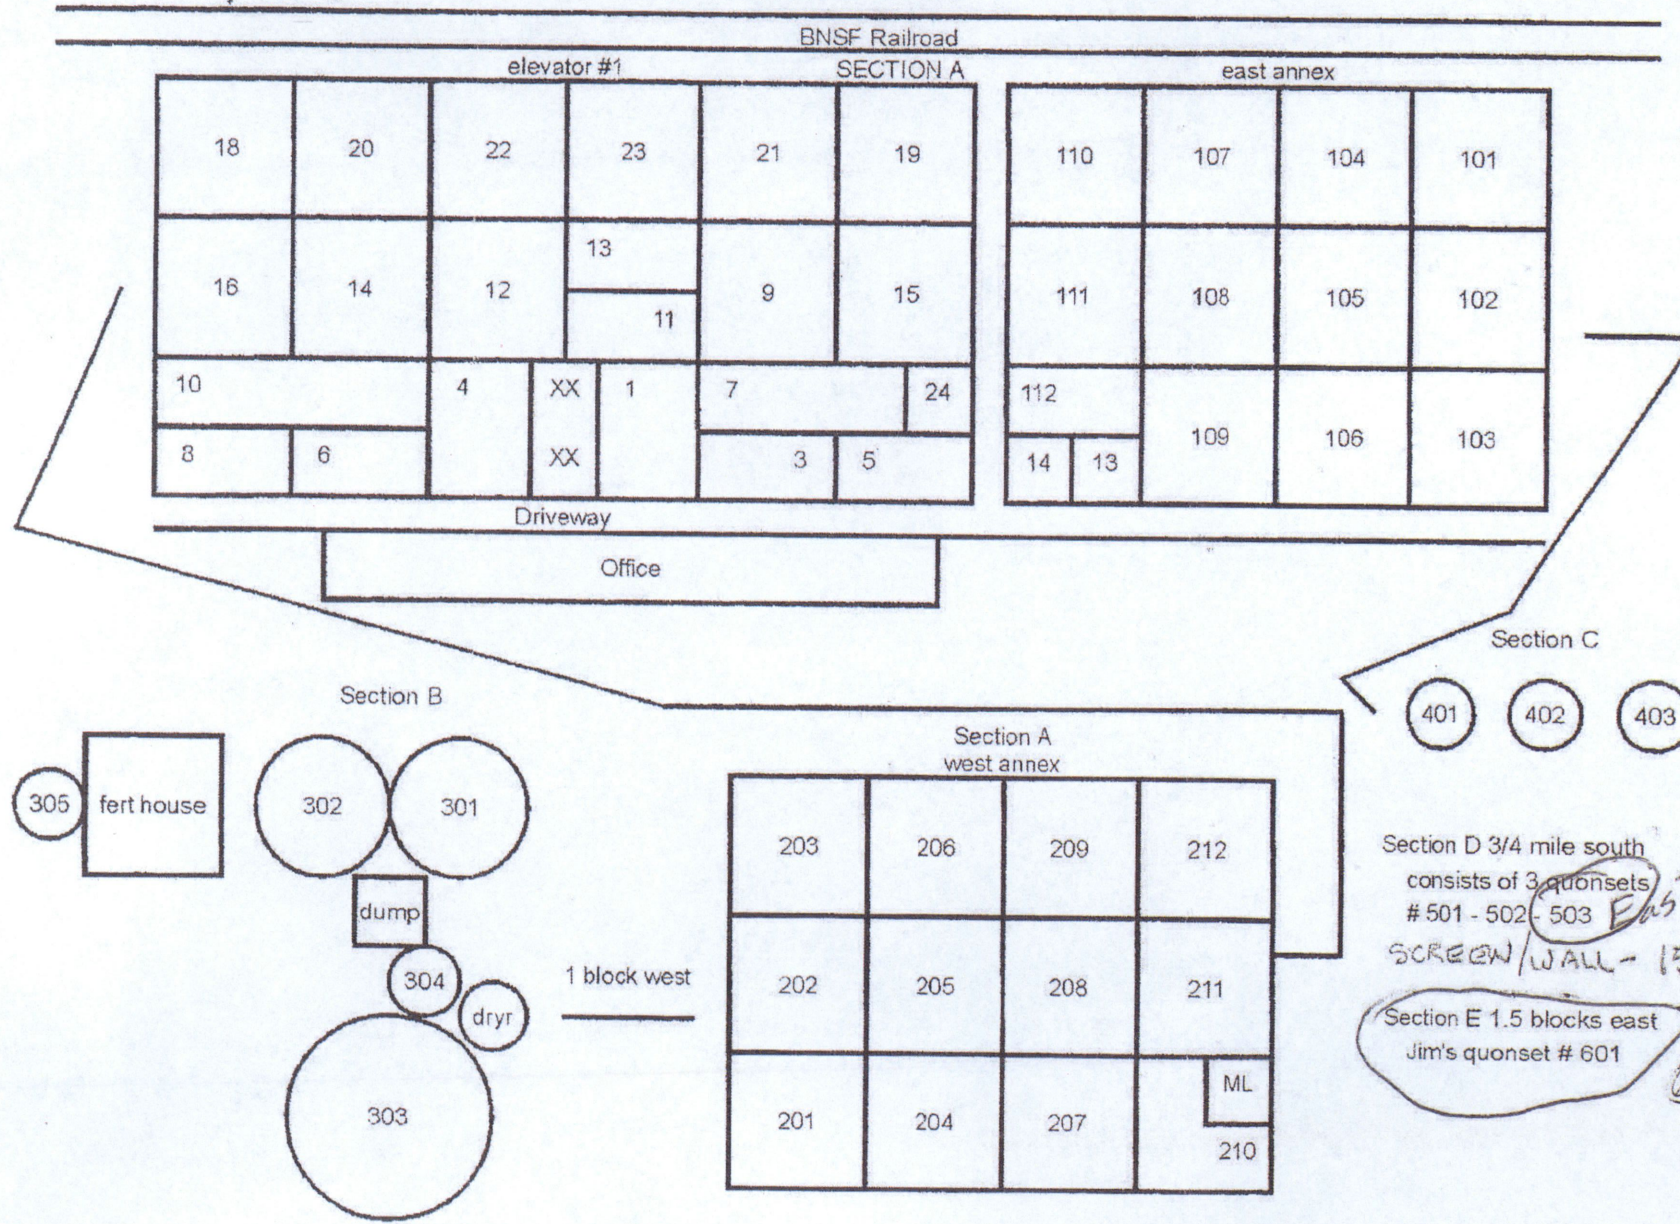 BNSF Railroad
elevator #1 SECTION A east annex
18 20 22 23 21 19 110 107 104 101
13
16 14 12 9 15 111 108 105 102
11
10 4 XX 1 7 24 112
109 106 103
8 6 XX 3 5 14 13
Driveway
Office
Section C
401 402 403
Section B
Section A
west annex
305 fert house 302 301
dump
304
dryr
303
1 block west
203 206 209 212
202 205 208 211
ML
201 204 207
210
Section D 3/4 mile south
consists of 3 quonsets
# 501 - 502 - 503
SCREEN/WALL -
Section E 1.5 blocks east
Jim's quonset # 601